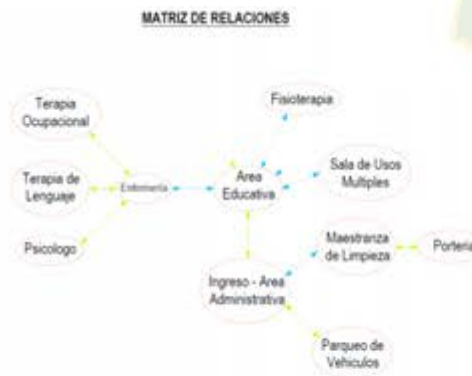 MATRIZ DE RELACIONES
Terapia
Ocupacional
Fisioterapia
Terapia de
Lenguaje
Enfermería
Area
Educativa
Sala de Usos
Multiples
Psicologo
Ingreso - Area
Administrativa
Maestranza
de Limpieza
Porteria
Parqueo de
Vehiculos